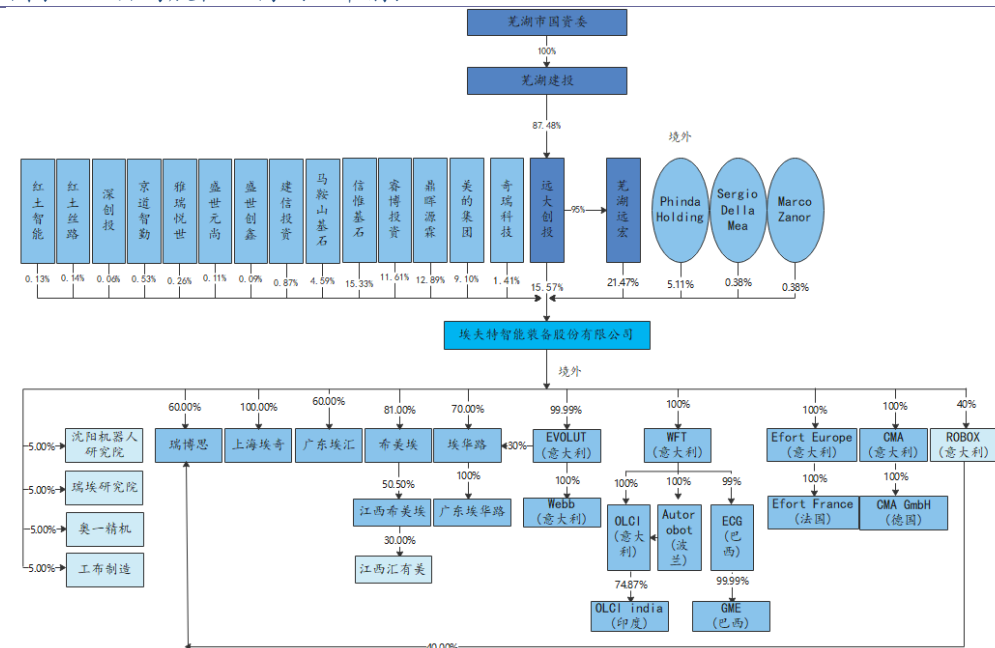 芜湖市国资委
100%
芜湖建投
87.48%
境外
红土智能
红土丝路
深创投
京道智勤
雅瑞悦世
盛世元尚
盛世创鑫
建信投资
马鞍山基石
信惟基石
睿博投资
鼎晖源霖
美的集团
奇瑞科技
远大创投
95%
芜湖远宏
Phinda
Holding
Sergio
Della
Mea
Marco
Zanor
0.13%
0.14%
0.06%
0.53%
0.26%
0.11%
0.09%
0.87%
4.59%
15.33%
11.61%
12.89%
9.10%
1.41%
15.57%
21.47%
5.11%
0.38%
0.38%
埃夫特智能装备股份有限公司
境外
60.00%
100.00%
60.00%
81.00%
70.00%
99.99%
100%
100%
100%
40%
5.00%
沈阳机器人
研究院
瑞博思
上海埃奇
广东埃汇
希美埃
埃华路
30%
EVOLUT
(意大利)
WFT
(意大利)
Efort Europe
(意大利)
CMA
(意大利)
ROBOX
(意大利)
5.00%
瑞埃研究院
50.50%
100%
100%
100%
100%
99%
100%
100%
江西希美埃
广东埃华路
Webb
(意大利)
OLCI
(意大
利)
Autor
obot
(波
兰)
ECG
(巴
西)
Efort France
(法国)
CMA GmbH
(德国)
5.00%
奥一精机
30.00%
5.00%
工布制造
江西汇有美
74.87%
99.99%
OLCI india
(印度)
GME
(巴西)
40.00%